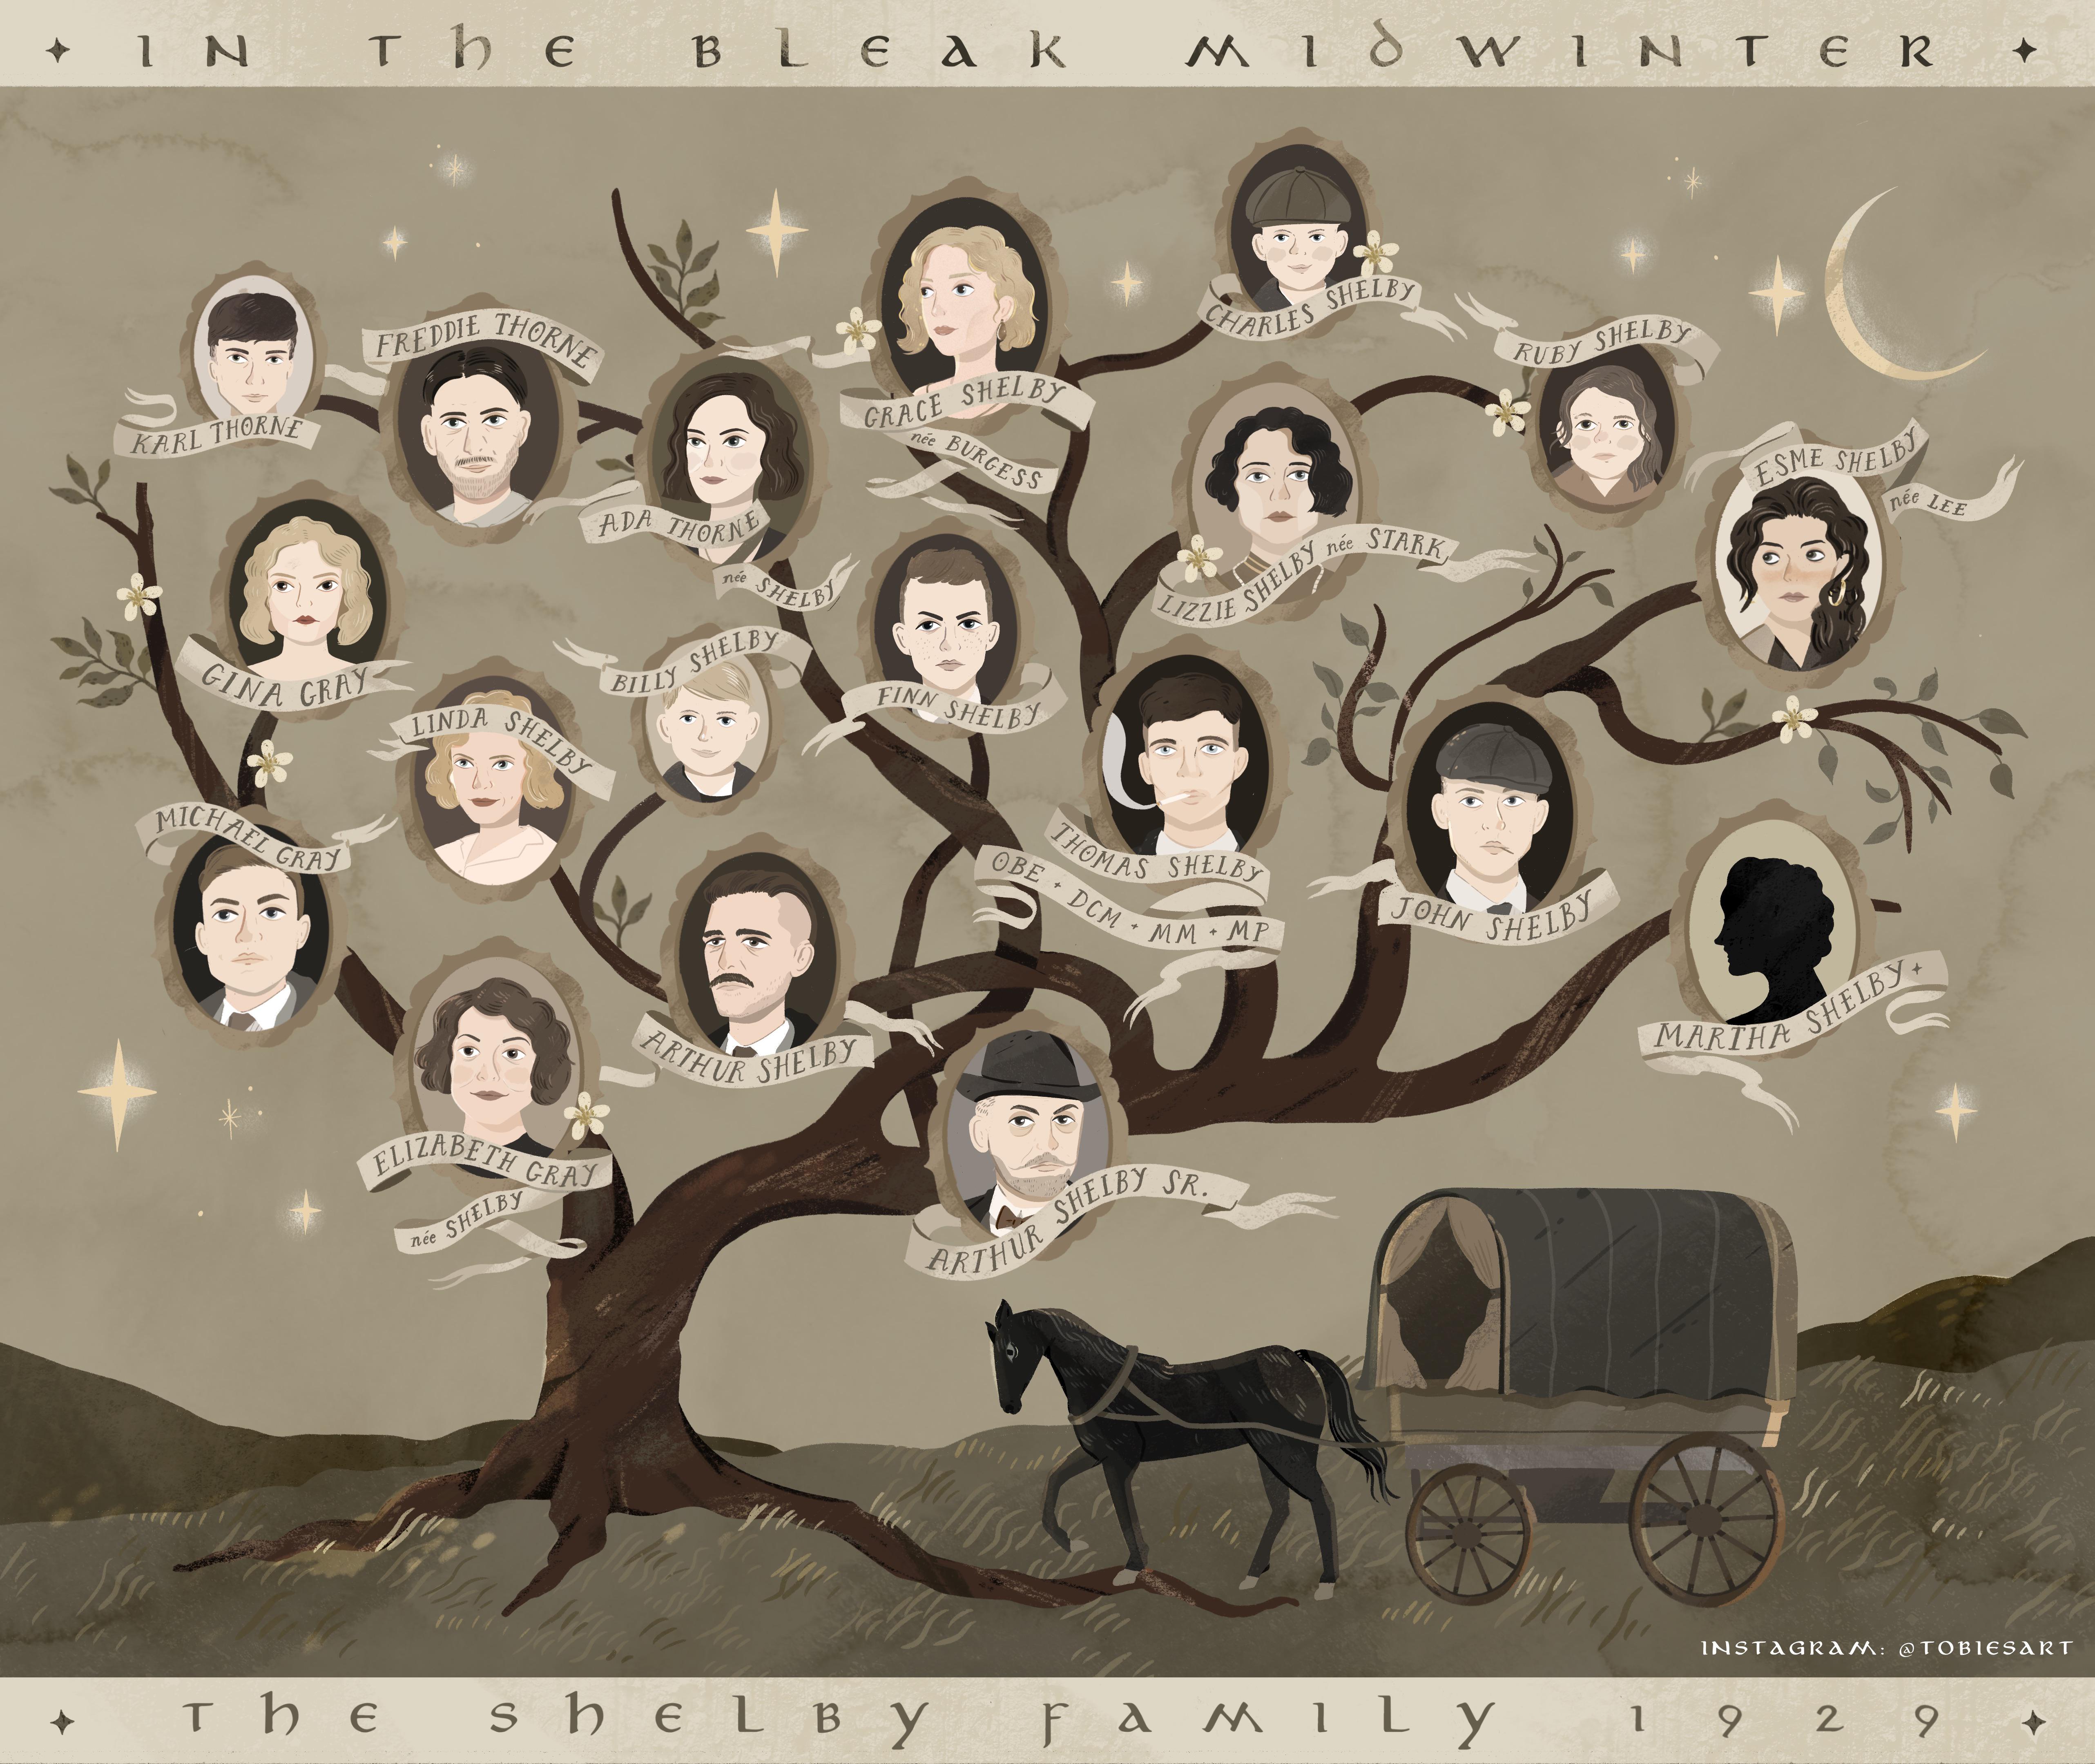 IN THE BLEAK MIDWINTER
CHARLES SHELBY
FREDDIE THORNE
RUBY SHELBY
KARL THORNE
GRACE SHELBY
née BURGESS
ESME SHELBY
née LEE
ADA THORNE
née SHELBY
LIZZIE SHELBY née STARK
GINA GRAY
BILLY SHELBY
FINN SHELBY
LINDA SHELBY
MICHAEL GRAY
THOMAS SHELBY
OBE + DCM + MM + MP
JOHN SHELBY
MARTHA SHELBY +
ARTHUR SHELBY
ELIZABETH GRAY
née SHELBY
ARTHUR SHELBY SR.
INSTAGRAM: @TOBIESART
THE SHELBY FAMILY 1929